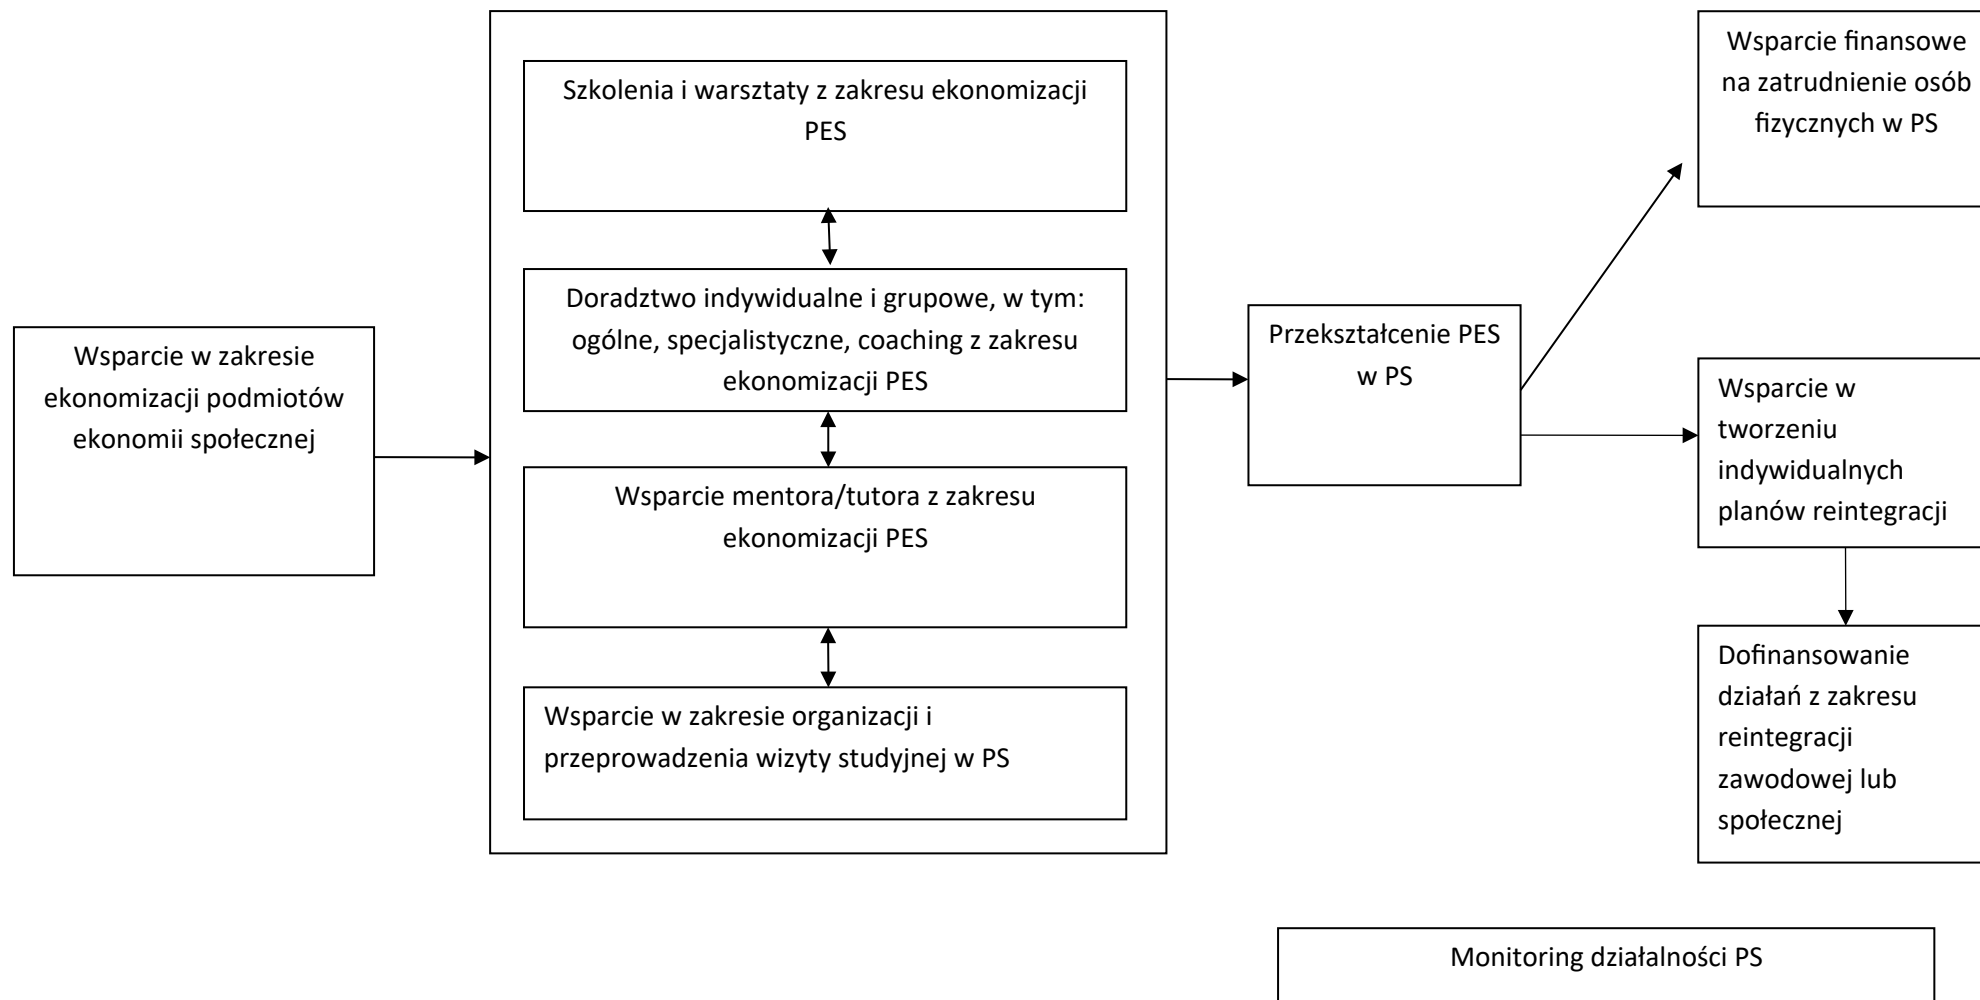 Wsparcie w zakresie
ekonomizacji podmiotów
ekonomii społecznej
Szkolenia i warsztaty z zakresu ekonomizacji
PES
Doradztwo indywidualne i grupowe, w tym:
ogólne, specjalistyczne, coaching z zakresu
ekonomizacji PES
Wsparcie mentora/tutora z zakresu
ekonomizacji PES
Wsparcie w zakresie organizacji i
przeprowadzenia wizyty studyjnej w PS
Przekształcenie PES
w PS
Wsparcie finansowe
na zatrudnienie osób
fizycznych w PS
Wsparcie w
tworzeniu
indywidualnych
planów reintegracji
Dofinansowanie
działań z zakresu
reintegracji
zawodowej lub
społecznej
Monitoring działalności PS